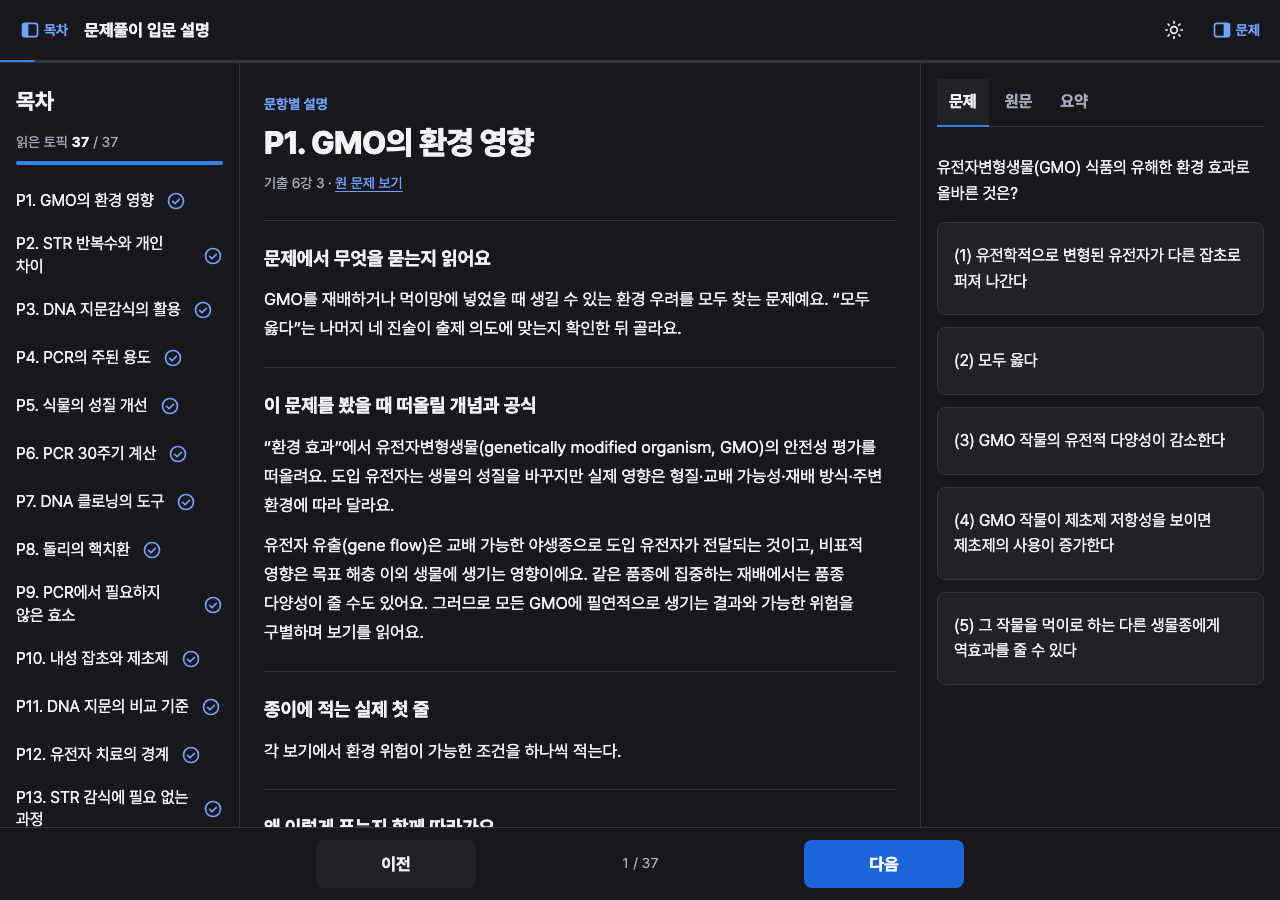 목차
문제풀이 입문 설명
문제
목차
읽은 토픽 37 / 37
P1. GMO의 환경 영향
P2. STR 반복수와 개인
차이
P3. DNA 지문감식의 활용
P4. PCR의 주된 용도
P5. 식물의 성질 개선
P6. PCR 30주기 계산
P7. DNA 클로닝의 도구
P8. 돌리의 핵치환
P9. PCR에서 필요하지
않은 효소
P10. 내성 잡초와 제초제
P11. DNA 지문의 비교 기준
P12. 유전자 치료의 경계
P13. STR 감식에 필요 없는
과정
문항별 설명
P1. GMO의 환경 영향
기출 6강 3 · 원 문제 보기
문제에서 무엇을 묻는지 읽어요
GMO를 재배하거나 먹이망에 넣었을 때 생길 수 있는 환경 우려를 모두 찾는 문제예요. “모두
옳다”는 나머지 네 진술이 출제 의도에 맞는지 확인한 뒤 골라요.
이 문제를 봤을 때 떠올릴 개념과 공식
“환경 효과”에서 유전자변형생물(genetically modified organism, GMO)의 안전성 평가를
떠올려요. 도입 유전자는 생물의 성질을 바꾸지만 실제 영향은 형질·교배 가능성·재배 방식·주변
환경에 따라 달라요.
유전자 유출(gene flow)은 교배 가능한 야생종으로 도입 유전자가 전달되는 것이고, 비표적
영향은 목표 해충 이외 생물에 생기는 영향이에요. 같은 품종에 집중하는 재배에서는 품종
다양성이 줄 수도 있어요. 그러므로 모든 GMO에 필연적으로 생기는 결과와 가능한 위험을
구별하며 보기를 읽어요.
종이에 적는 실제 첫 줄
각 보기에서 환경 위험이 가능한 조건을 하나씩 적는다.
왜 이렇게 푸는지 함께 따라가요
문제
원문
요약
유전자변형생물(GMO) 식품의 유해한 환경 효과로
올바른 것은?
(1) 유전학적으로 변형된 유전자가 다른 잡초로
퍼져 나간다
(2) 모두 옳다
(3) GMO 작물의 유전적 다양성이 감소한다
(4) GMO 작물이 제초제 저항성을 보이면
제초제의 사용이 증가한다
(5) 그 작물을 먹이로 하는 다른 생물종에게
역효과를 줄 수 있다
이전
1 / 37
다음